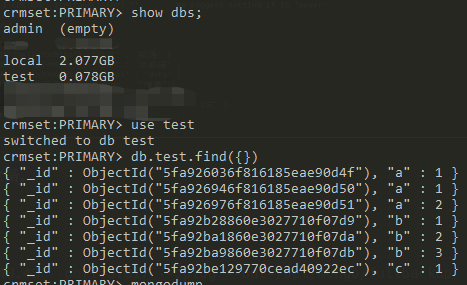 crmset:PRIMARY> show dbs;
admin  (empty)
local  2.077GB
test   0.078GB
crmset:PRIMARY> use test
switched to db test
crmset:PRIMARY> db.test.find({})
{ "_id" : ObjectId("5fa926036f816185eae90d4f"), "a" : 1 }
{ "_id" : ObjectId("5fa926946f816185eae90d50"), "a" : 1 }
{ "_id" : ObjectId("5fa926976f816185eae90d51"), "a" : 2 }
{ "_id" : ObjectId("5fa92b28860e3027710f07d9"), "b" : 1 }
{ "_id" : ObjectId("5fa92ba1860e3027710f07da"), "b" : 2 }
{ "_id" : ObjectId("5fa92ba9860e3027710f07db"), "b" : 3 }
{ "_id" : ObjectId("5fa92be129770cead40922ec"), "c" : 1 }
crmset:PRIMARY> mongodump